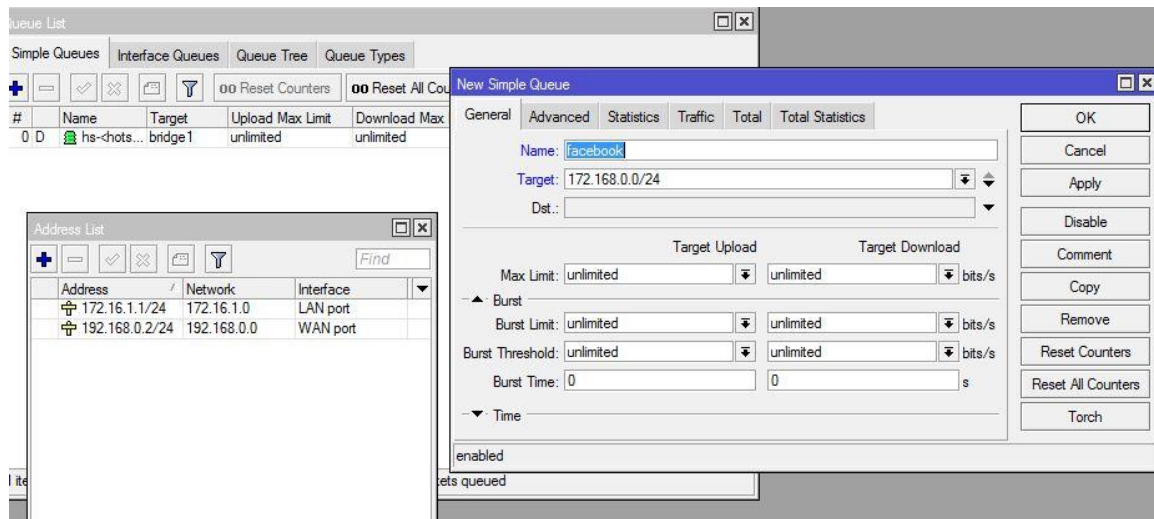 Queue List
Simple Queues Interface Queues Queue Tree Queue Types
00 Reset Counters 00 Reset All Cou
# Name Target Upload Max Limit Download Max
0 D hs-<hots... bridge1 unlimited unlimited
Address List
Find
Address Network Interface
172.16.1.1/24 172.16.1.0 LAN port
192.168.0.2/24 192.168.0.0 WAN port
ets queued
New Simple Queue
General Advanced Statistics Traffic Total Total Statistics
Name: facebook
Target: 172.168.0.0/24
Dst.:
Target Upload Target Download
Max Limit: unlimited unlimited bits/s
Burst
Burst Limit: unlimited unlimited bits/s
Burst Threshold: unlimited unlimited bits/s
Burst Time: 0 0 s
Time
enabled
OK
Cancel
Apply
Disable
Comment
Copy
Remove
Reset Counters
Reset All Counters
Torch